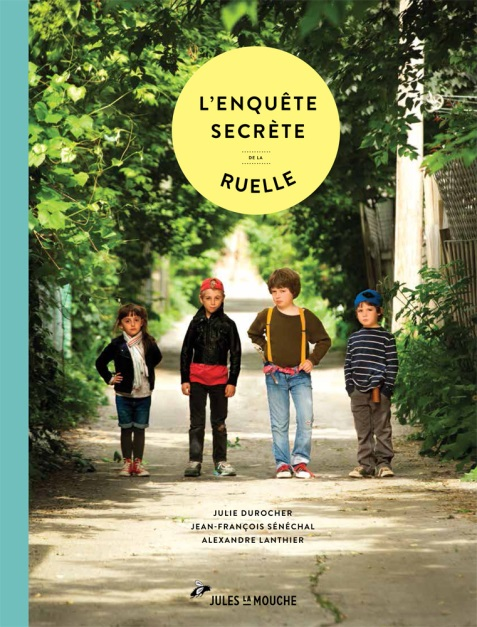 L'ENQUÊTE
SECRÈTE
DE LA
RUELLE
JULIE DUROCHER
JEAN-FRANÇOIS SÉNÉCHAL
ALEXANDRE LANTHIER
JULES LA MOUCHE